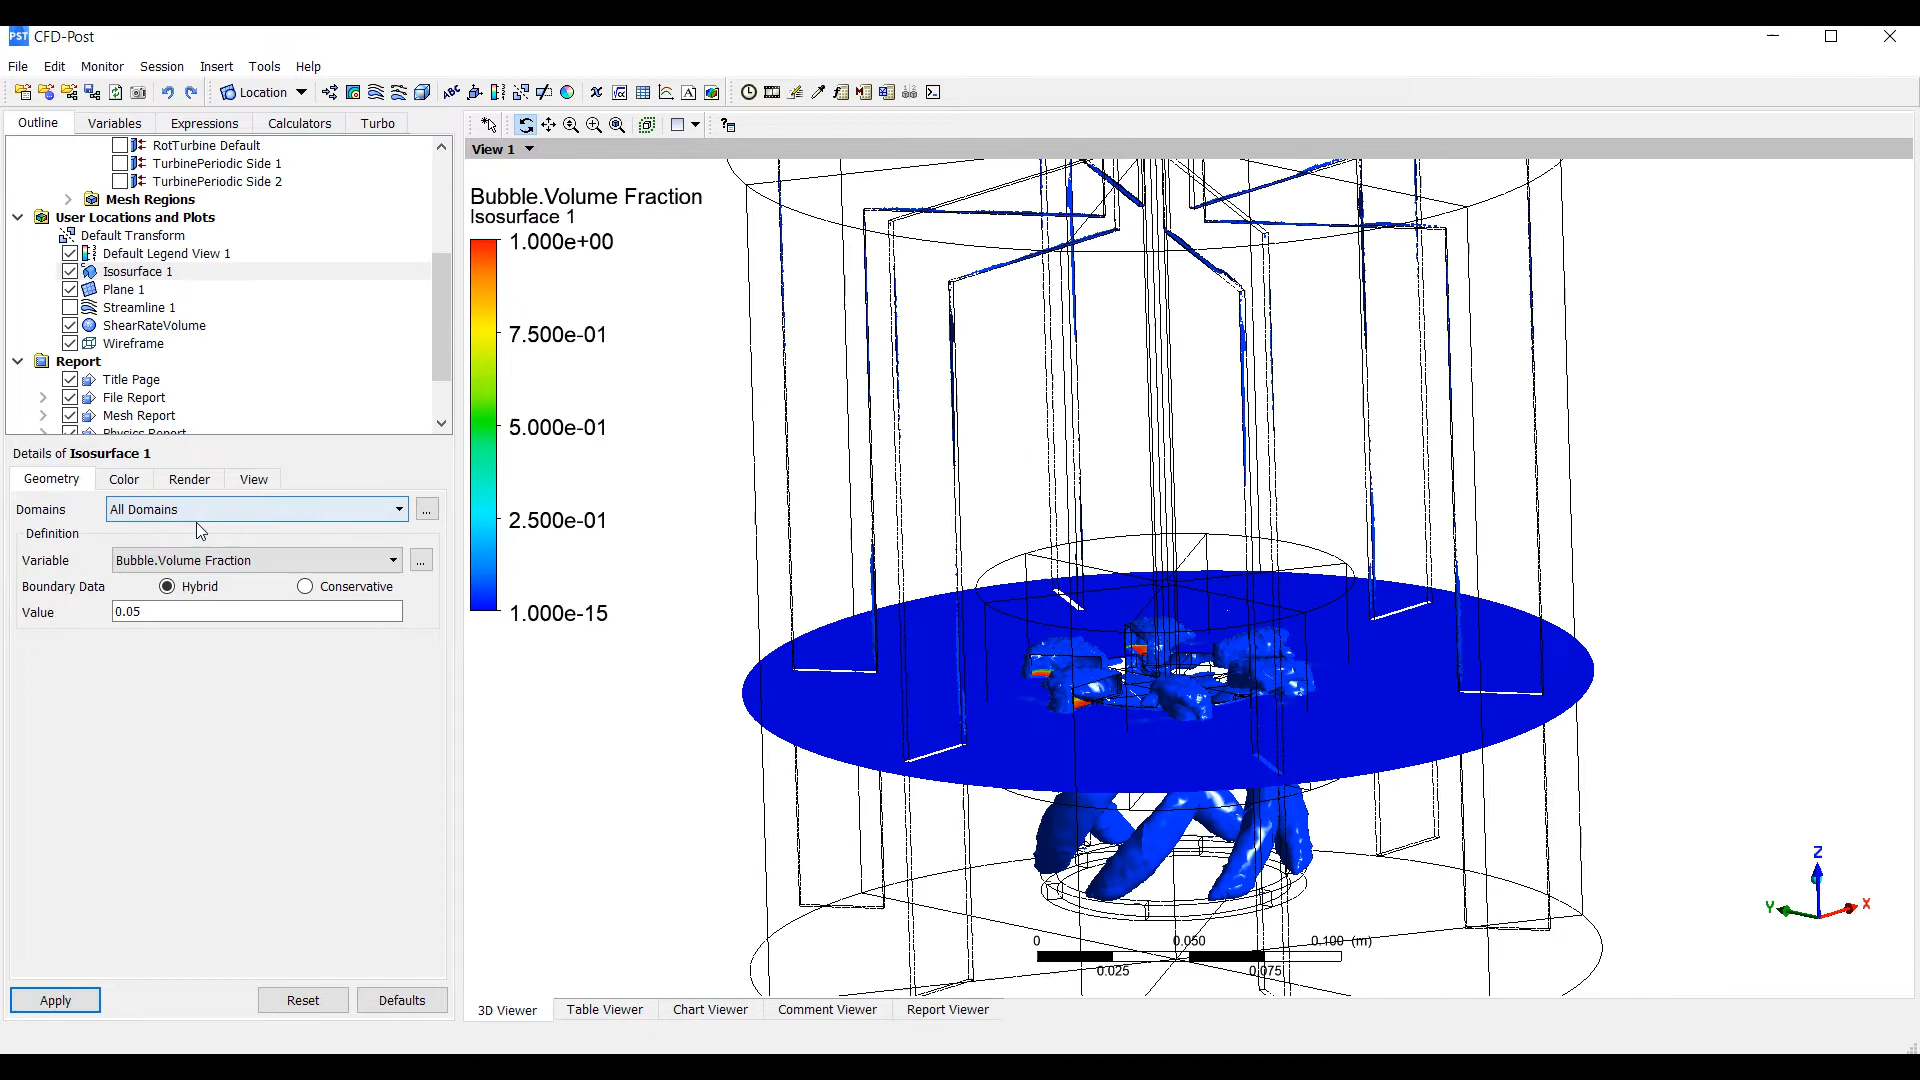 PST CFD-Post
File Edit Monitor Session Insert Tools Help
Location
Outline Variables Expressions Calculators Turbo
RotTurbine Default
TurbinePeriodic Side 1
TurbinePeriodic Side 2
Mesh Regions
User Locations and Plots
Default Transform
Default Legend View 1
Isosurface 1
Plane 1
Streamline 1
ShearRateVolume
Wireframe
Report
Title Page
File Report
Mesh Report
Physics Report
Details of Isosurface 1
Geometry Color Render View
Domains All Domains ...
Definition
Variable Bubble.Volume Fraction ...
Boundary Data Hybrid Conservative
Value 0.05
Apply Reset Defaults
View 1
Bubble.Volume Fraction
Isosurface 1
1.000e+00
7.500e-01
5.000e-01
2.500e-01
1.000e-15
Z
Y X
0 0.050 0.100 (m)
0.025 0.075
3D Viewer Table Viewer Chart Viewer Comment Viewer Report Viewer